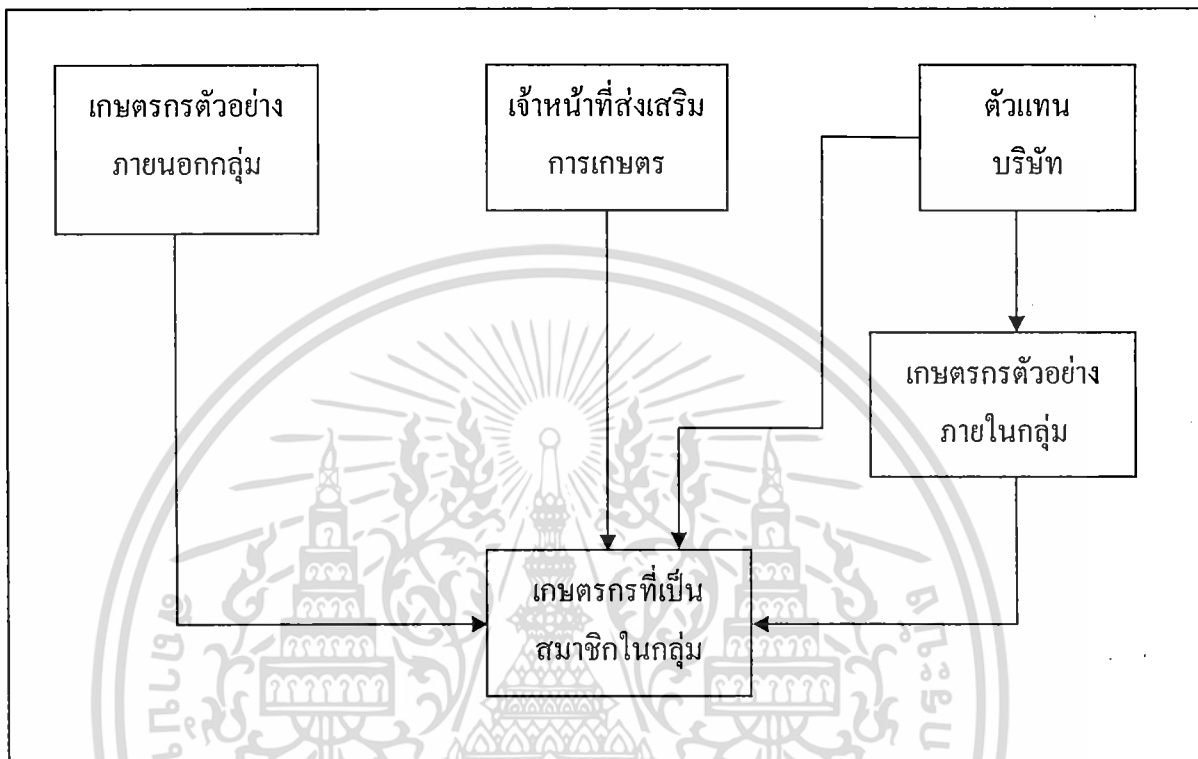 เกษตรกรตัวอย่าง
ภายนอกกลุ่ม
เจ้าหน้าที่ส่งเสริม
การเกษตร
ตัวแทน
บริษัท
เกษตรกรตัวอย่าง
ภายในกลุ่ม
เกษตรกรที่เป็น
สมาชิกในกลุ่ม